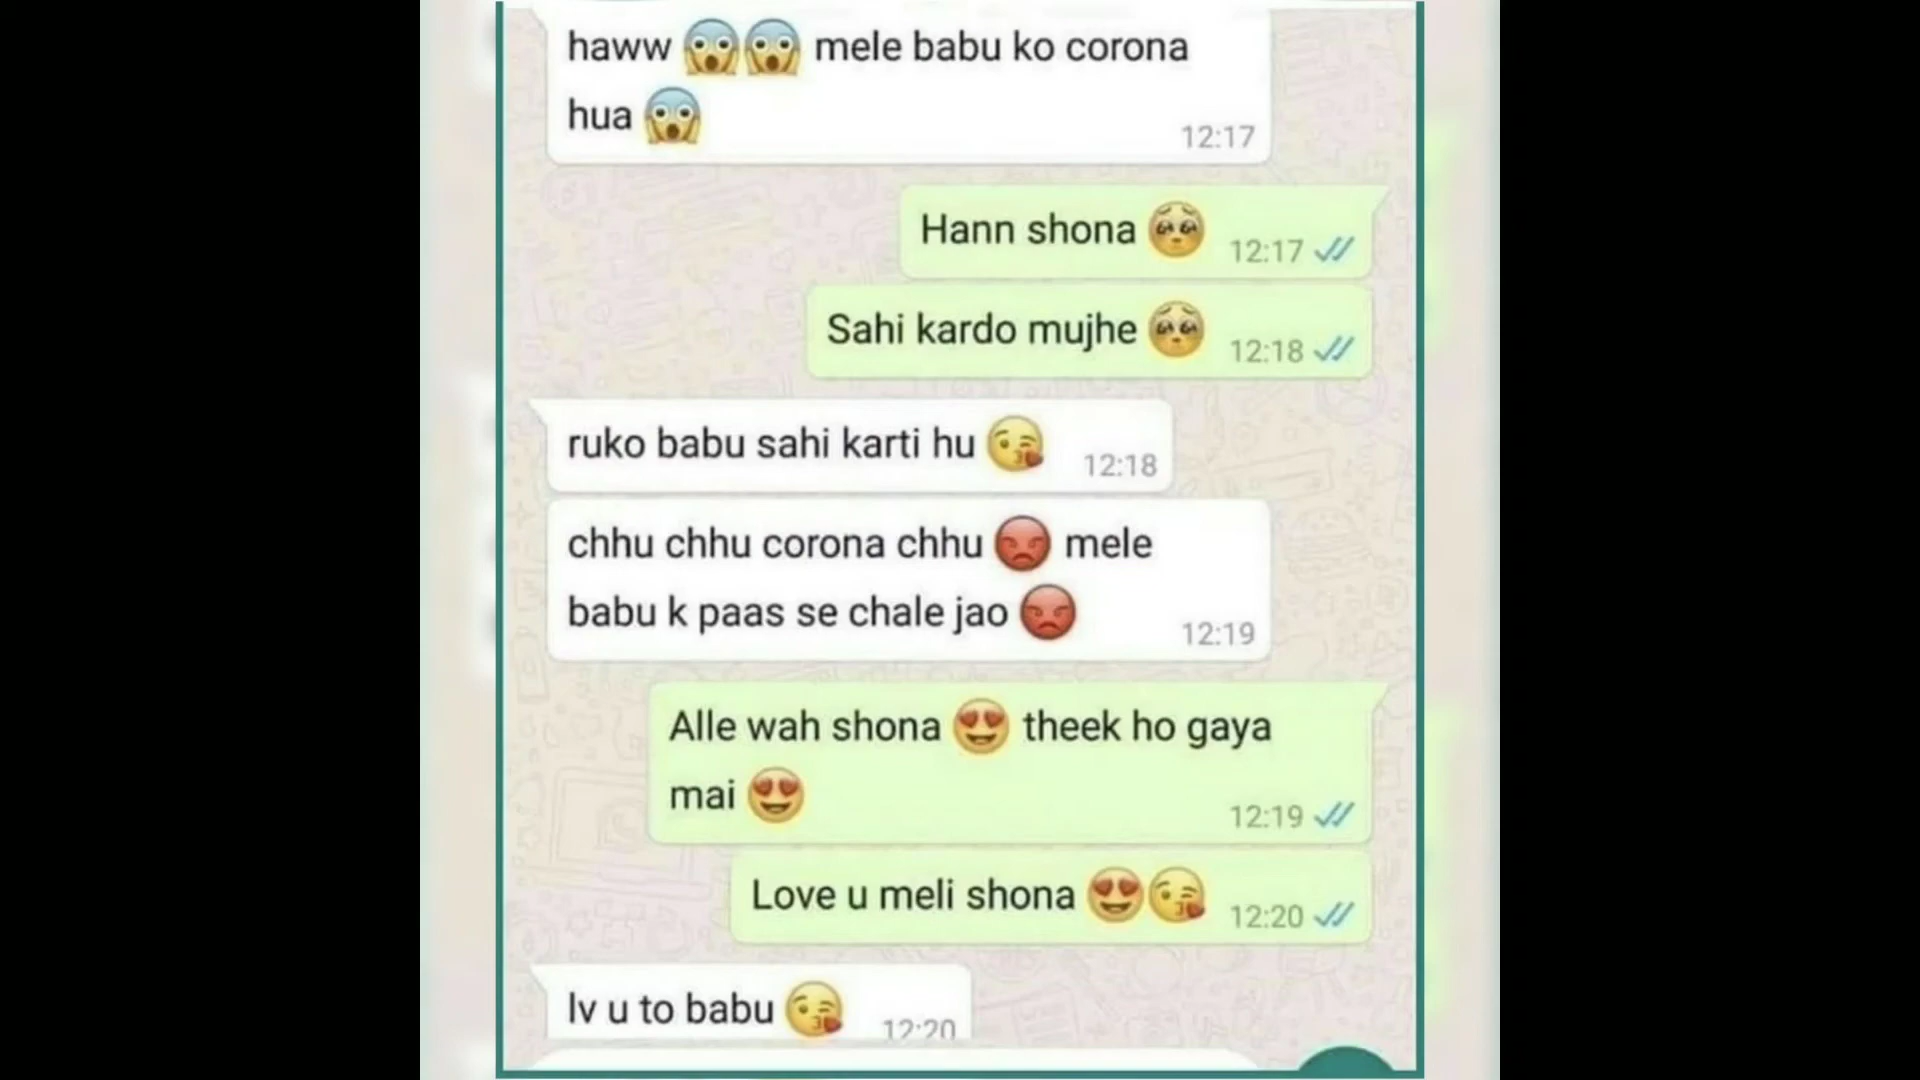 haww 😱😱 mele babu ko corona
hua 😱
12:17
Hann shona 🥺
12:17
Sahi kardo mujhe 🥺
12:18
ruko babu sahi karti hu 😘
12:18
chhu chhu corona chhu 😡 mele
babu k paas se chale jao 😡
12:19
Alle wah shona 😍 theek ho gaya
mai 😍
12:19
Love u meli shona 😍😘
12:20
lv u to babu 😘
12:20